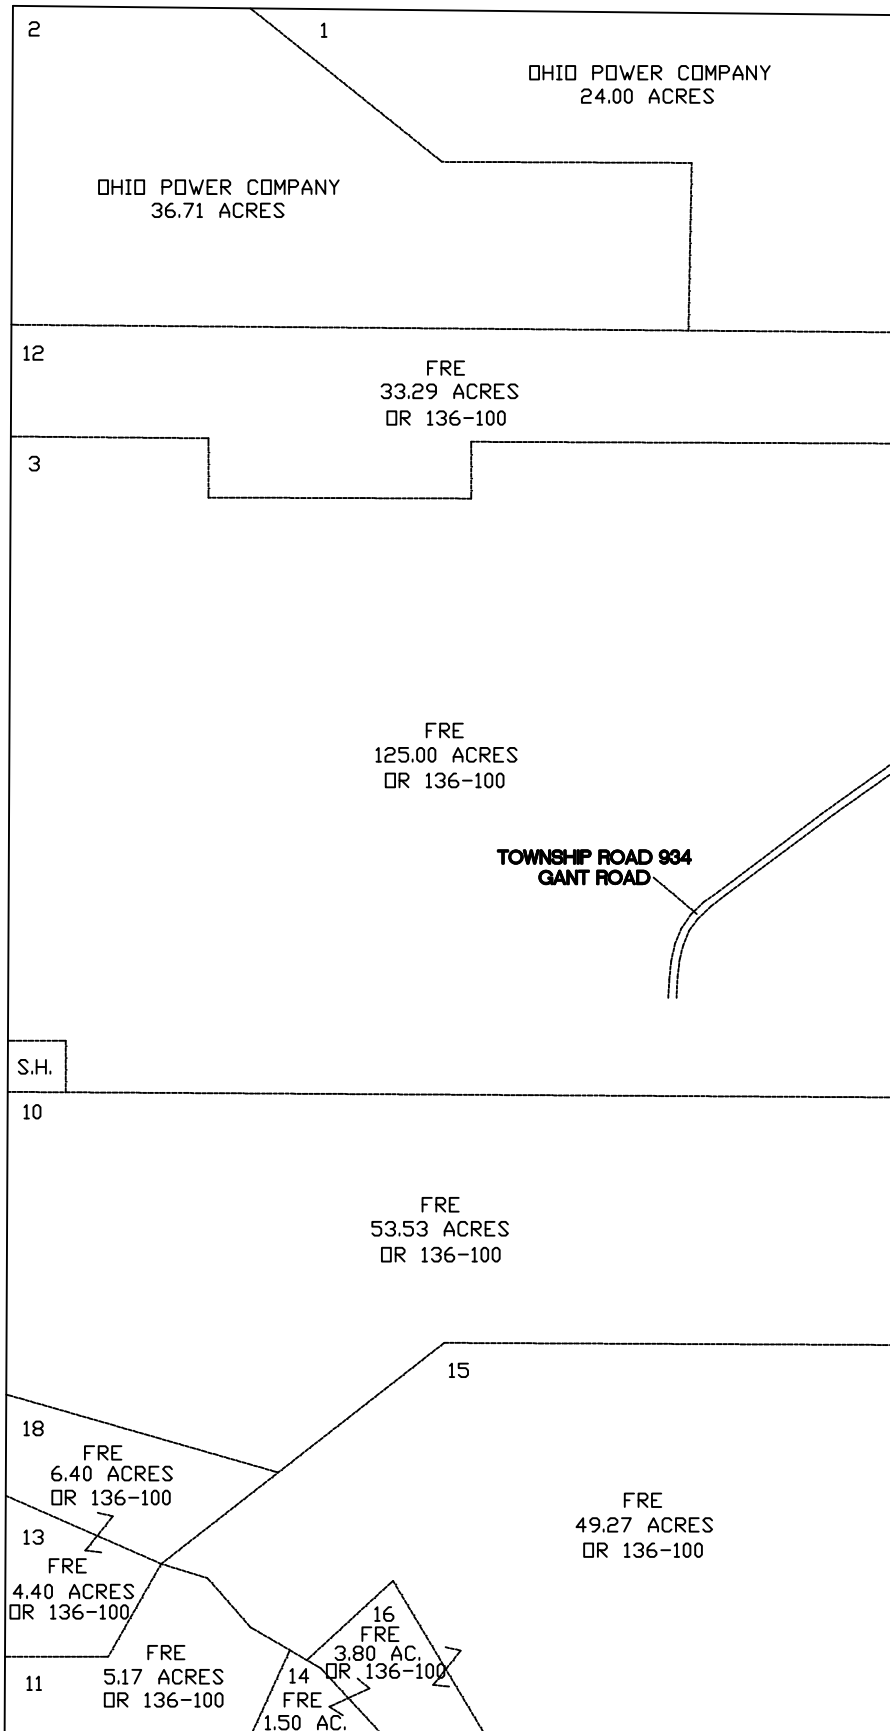 2
1
OHIO POWER COMPANY
24.00 ACRES
OHIO POWER COMPANY
36.71 ACRES
12
FRE
33.29 ACRES
OR 136-100
3
FRE
125.00 ACRES
OR 136-100
TOWNSHIP ROAD 934
GANT ROAD
S.H.
10
FRE
53.53 ACRES
OR 136-100
15
18
FRE
6.40 ACRES
OR 136-100
FRE
49.27 ACRES
OR 136-100
13
FRE
4.40 ACRES
OR 136-100
16
FRE
3.80 AC.
OR 136-100
11
FRE
5.17 ACRES
OR 136-100
14
FRE
1.50 AC.